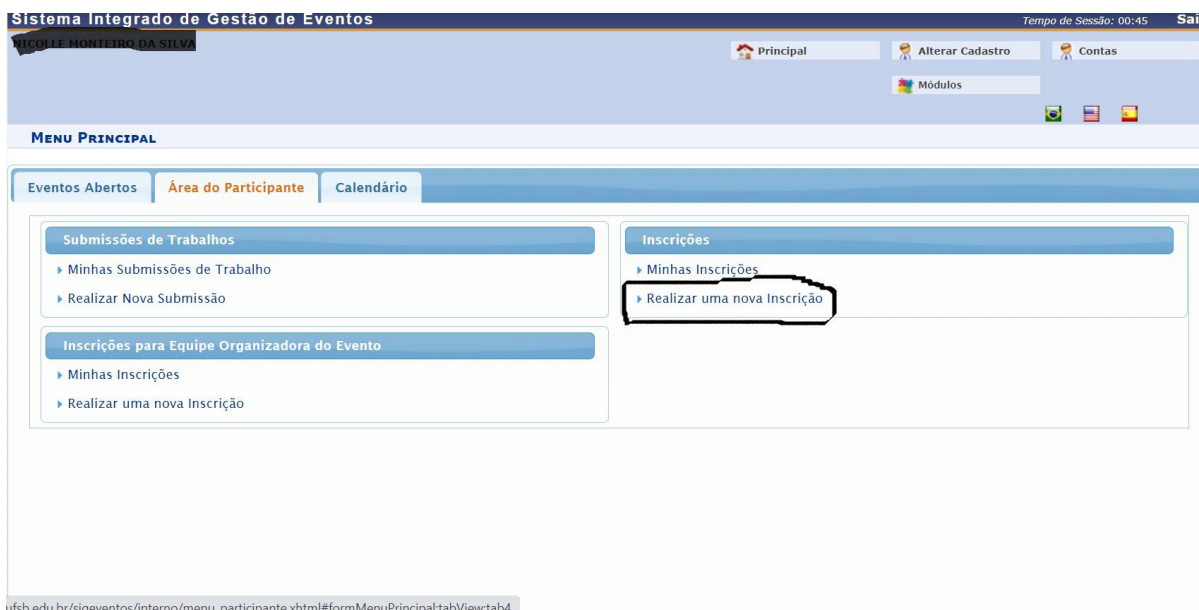 Sistema Integrado de Gestão de Eventos
Tempo de Sessão: 00:45 Sai
NICOLLE MONTEIRO DA SILVA
Principal
Alterar Cadastro
Contas
Módulos
MENU PRINCIPAL
Eventos Abertos
Área do Participante
Calendário
Submissões de Trabalhos
Minhas Submissões de Trabalho
Realizar Nova Submissão
Inscrições
Minhas Inscrições
Realizar uma nova Inscrição
Inscrições para Equipe Organizadora do Evento
Minhas Inscrições
Realizar uma nova Inscrição
ufsb.edu.br/sigeventos/interno/menu_participante.xhtml#formMenuPrincipal:tabView:tab4